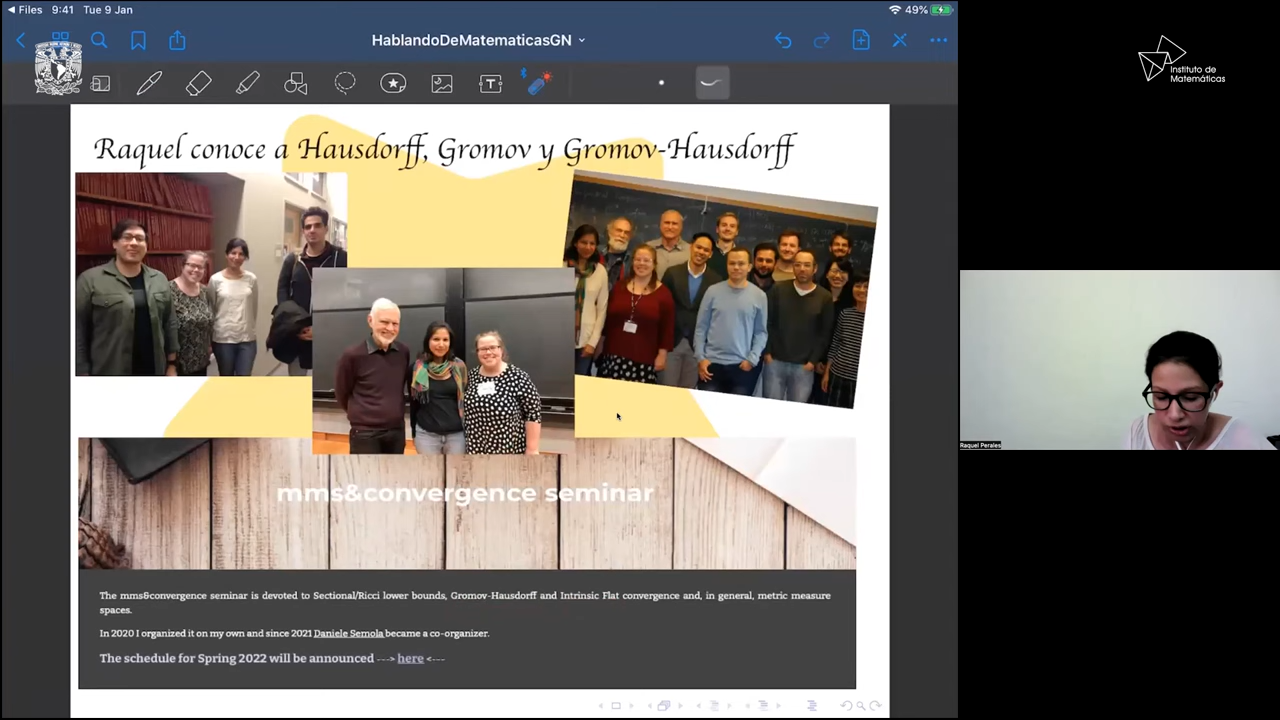 Files 9:41 Tue 9 Jan
49%
HablandoDeMatematicasGN
T
Instituto de
Matemáticas
Raquel conoce a Hausdorff, Gromov y Gromov-Hausdorff
mms&convergence seminar
The mms&convergence seminar is devoted to Sectional/Ricci lower bounds, Gromov-Hausdorff and Intrinsic Flat convergence and, in general, metric measure
spaces.
In 2020 I organized it on my own and since 2021 Daniele Semola became a co-organizer.
The schedule for Spring 2022 will be announced ---> here <---
Raquel Perales